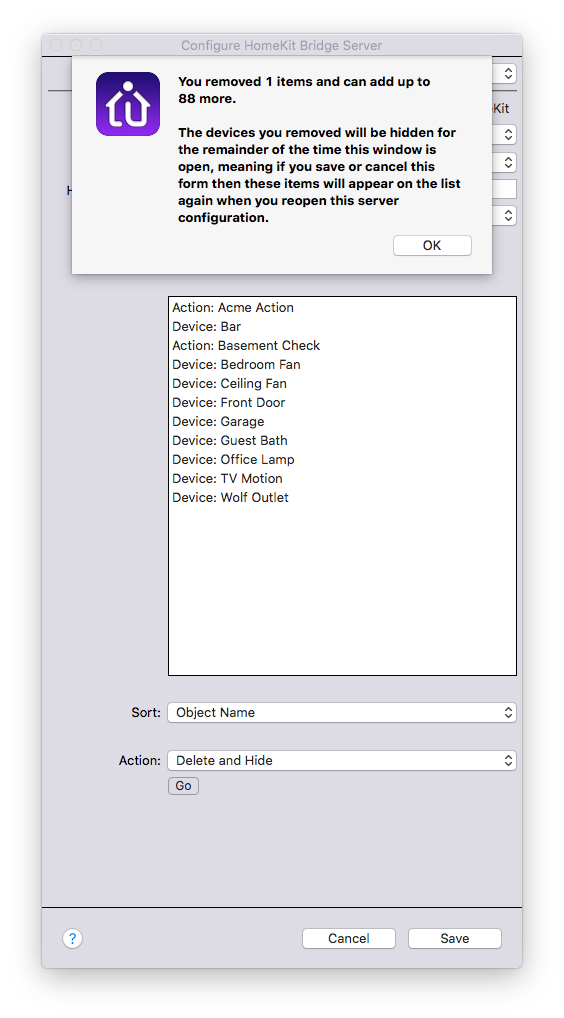 Configure HomeKit Bridge Server
You removed 1 items and can add up to
88 more.
The devices you removed will be hidden for
the remainder of the time this window is
open, meaning if you save or cancel this
form then these items will appear on the list
again when you reopen this server
configuration.
OK
Kit
H
Action: Acme Action
Device: Bar
Action: Basement Check
Device: Bedroom Fan
Device: Ceiling Fan
Device: Front Door
Device: Garage
Device: Guest Bath
Device: Office Lamp
Device: TV Motion
Device: Wolf Outlet
Sort: Object Name
Action: Delete and Hide
Go
? Cancel Save